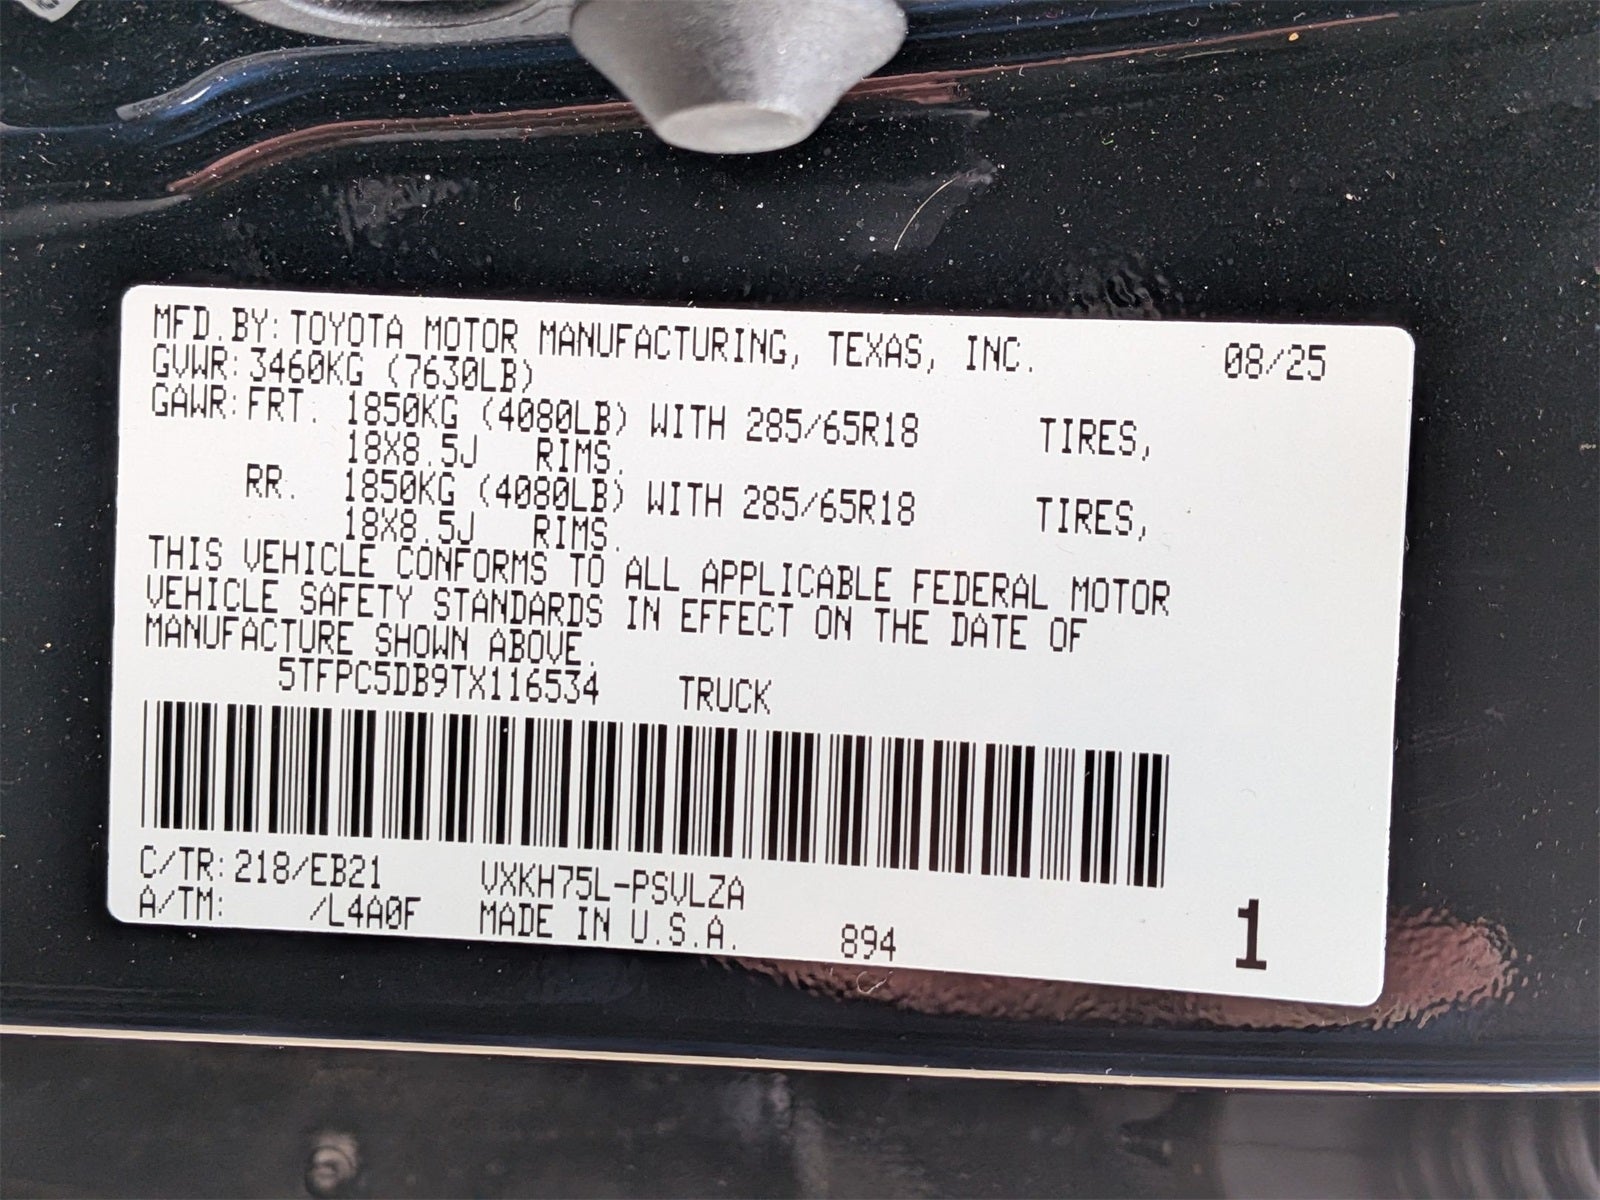 MFD.BY:TOYOTA MOTOR MANUFACTURING, TEXAS, INC. 08/25
GVWR:3460KG (7630LB)
GAWR:FRT. 1850KG (4080LB) WITH 285/65R18 TIRES,
18X8.5J RIMS.
RR. 1850KG (4080LB) WITH 285/65R18 TIRES,
18X8.5J RIMS.
THIS VEHICLE CONFORMS TO ALL APPLICABLE FEDERAL MOTOR
VEHICLE SAFETY STANDARDS IN EFFECT ON THE DATE OF
MANUFACTURE SHOWN ABOVE.
5TFPC5DB9TX116534 TRUCK
C/TR:218/EB21 VXKH75L-PSVLZA
A/TM: /L4A0F MADE IN U.S.A. 894 1